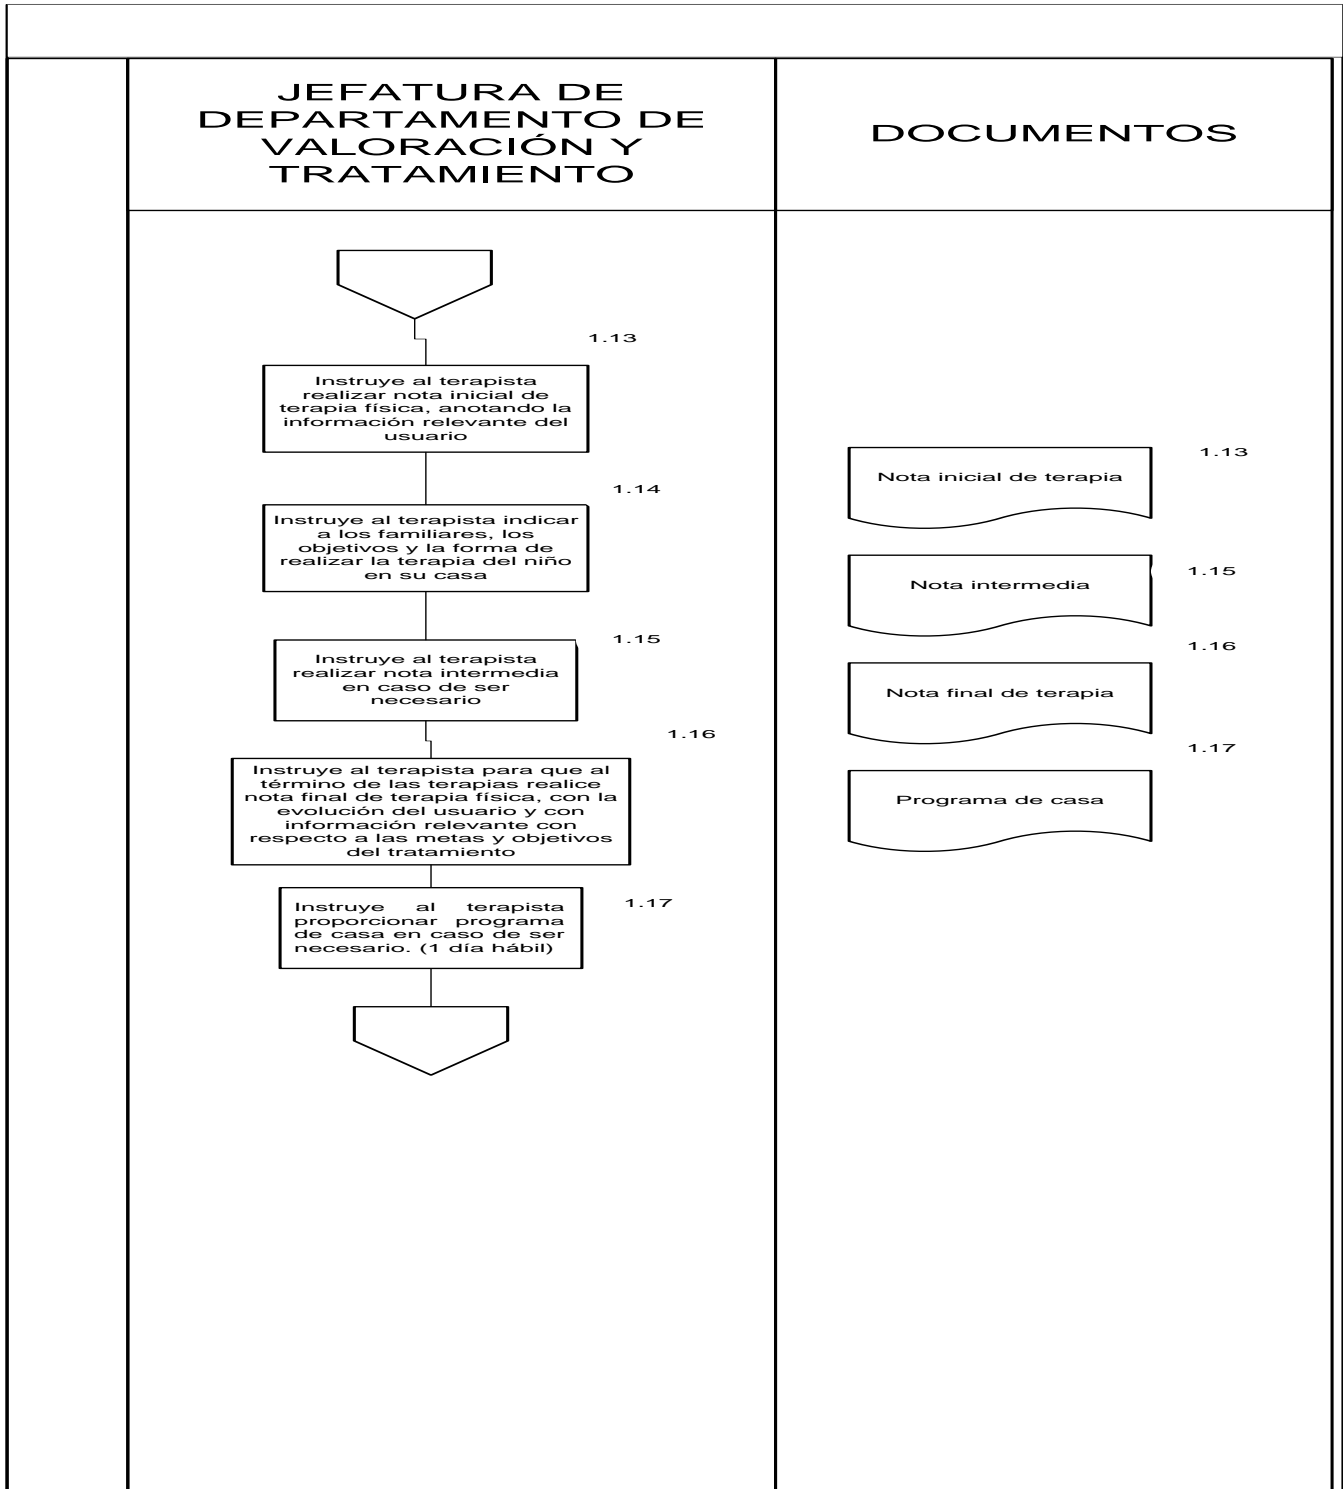 JEFATURA DE
DEPARTAMENTO DE
VALORACIÓN Y
TRATAMIENTO
DOCUMENTOS
1.13
Instruye al terapista
realizar nota inicial de
terapia física, anotando la
información relevante del
usuario
1.14
Instruye al terapista indicar
a los familiares, los
objetivos y la forma de
realizar la terapia del niño
en su casa
1.15
Instruye al terapista
realizar nota intermedia
en caso de ser
necesario
1.16
Instruye al terapista para que al
término de las terapias realice
nota final de terapia física, con la
evolución del usuario y con
información relevante con
respecto a las metas y objetivos
del tratamiento
1.17
Instruye al terapista
proporcionar programa
de casa en caso de ser
necesario. (1 día hábil)
1.13
Nota inicial de terapia
1.15
Nota intermedia
1.16
Nota final de terapia
1.17
Programa de casa